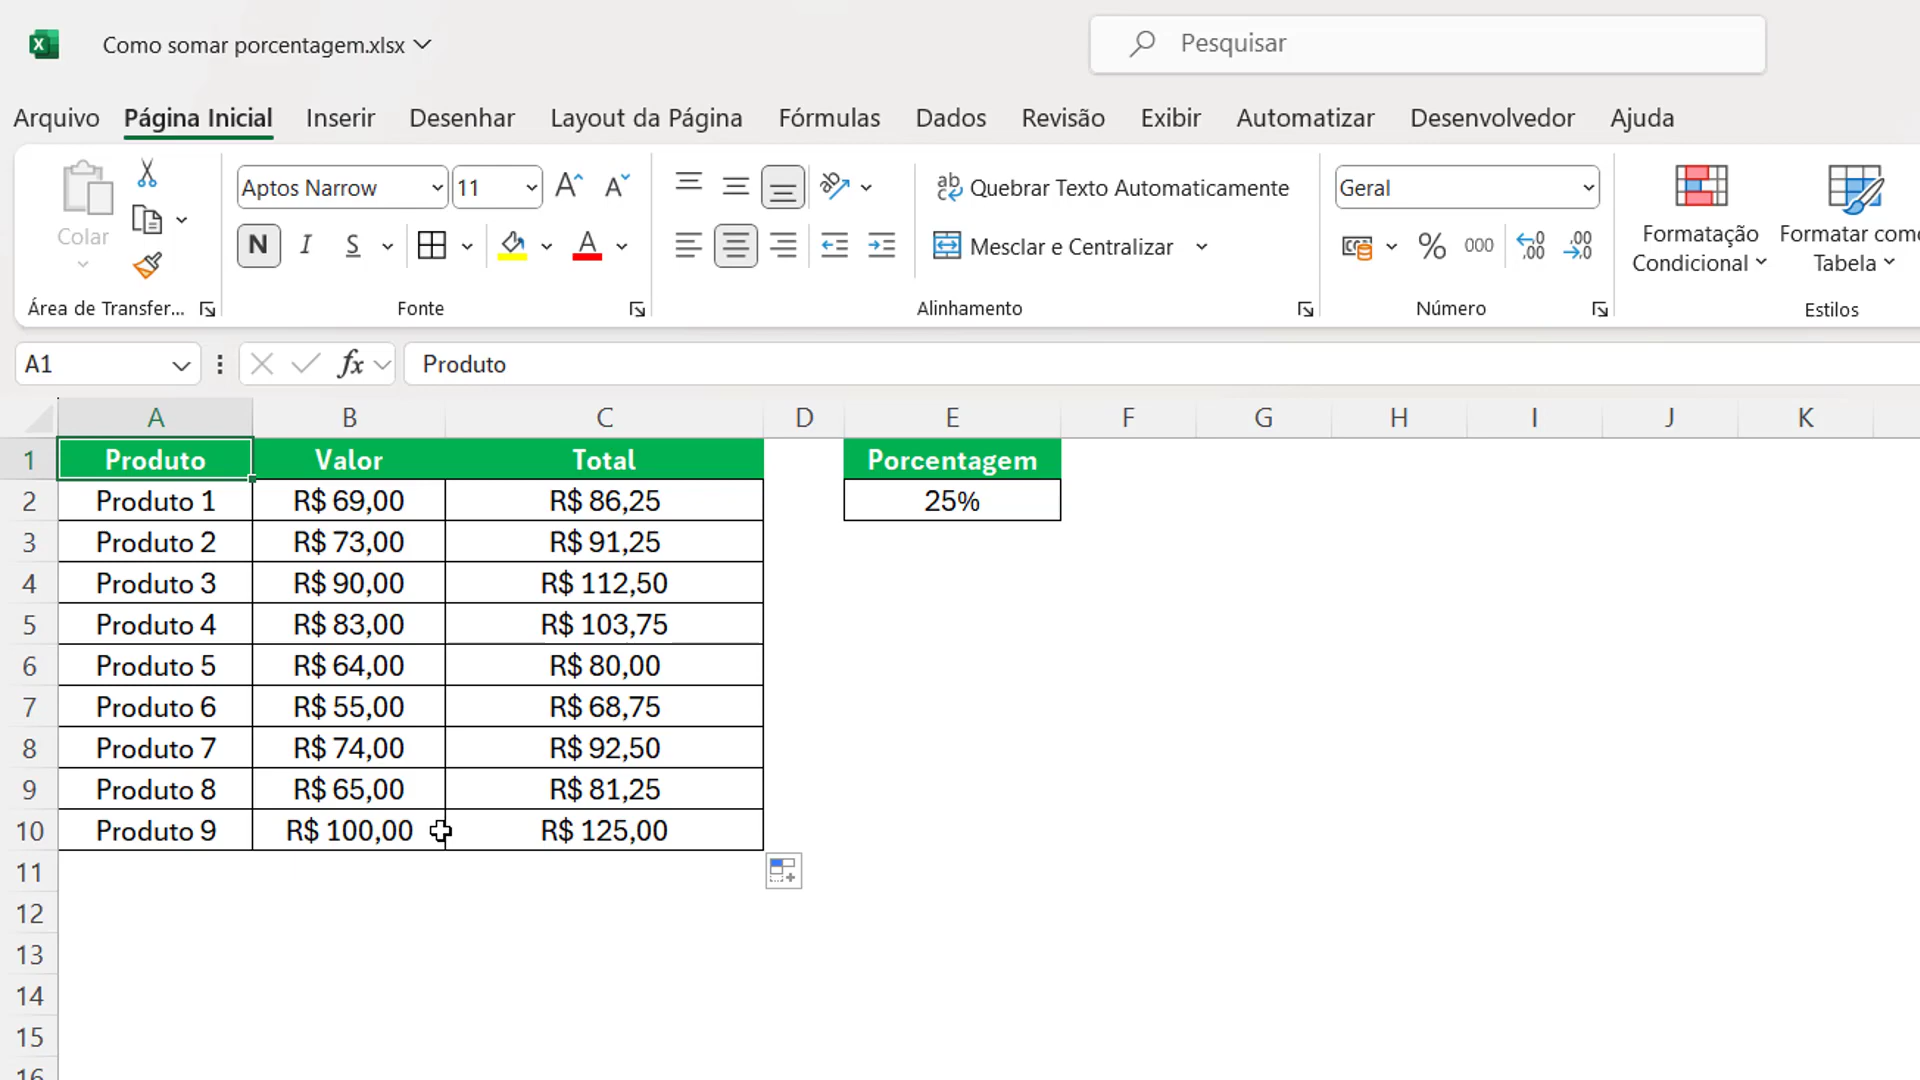 Como somar porcentagem.xlsx
Pesquisar
Arquivo Página Inicial Inserir Desenhar Layout da Página Fórmulas Dados Revisão Exibir Automatizar Desenvolvedor Ajuda
Colar
Área de Transfer...
Aptos Narrow 11
N I S
Fonte
Quebrar Texto Automaticamente
Mesclar e Centralizar
Alinhamento
Geral
% 000
Número
Formatação Condicional
Formatar como Tabela
Estilos
A1 fx Produto
A B C D E F G H I J K
1 Produto Valor Total Porcentagem
2 Produto 1 R$ 69,00 R$ 86,25 25%
3 Produto 2 R$ 73,00 R$ 91,25
4 Produto 3 R$ 90,00 R$ 112,50
5 Produto 4 R$ 83,00 R$ 103,75
6 Produto 5 R$ 64,00 R$ 80,00
7 Produto 6 R$ 55,00 R$ 68,75
8 Produto 7 R$ 74,00 R$ 92,50
9 Produto 8 R$ 65,00 R$ 81,25
10 Produto 9 R$ 100,00 R$ 125,00
11
12
13
14
15
16